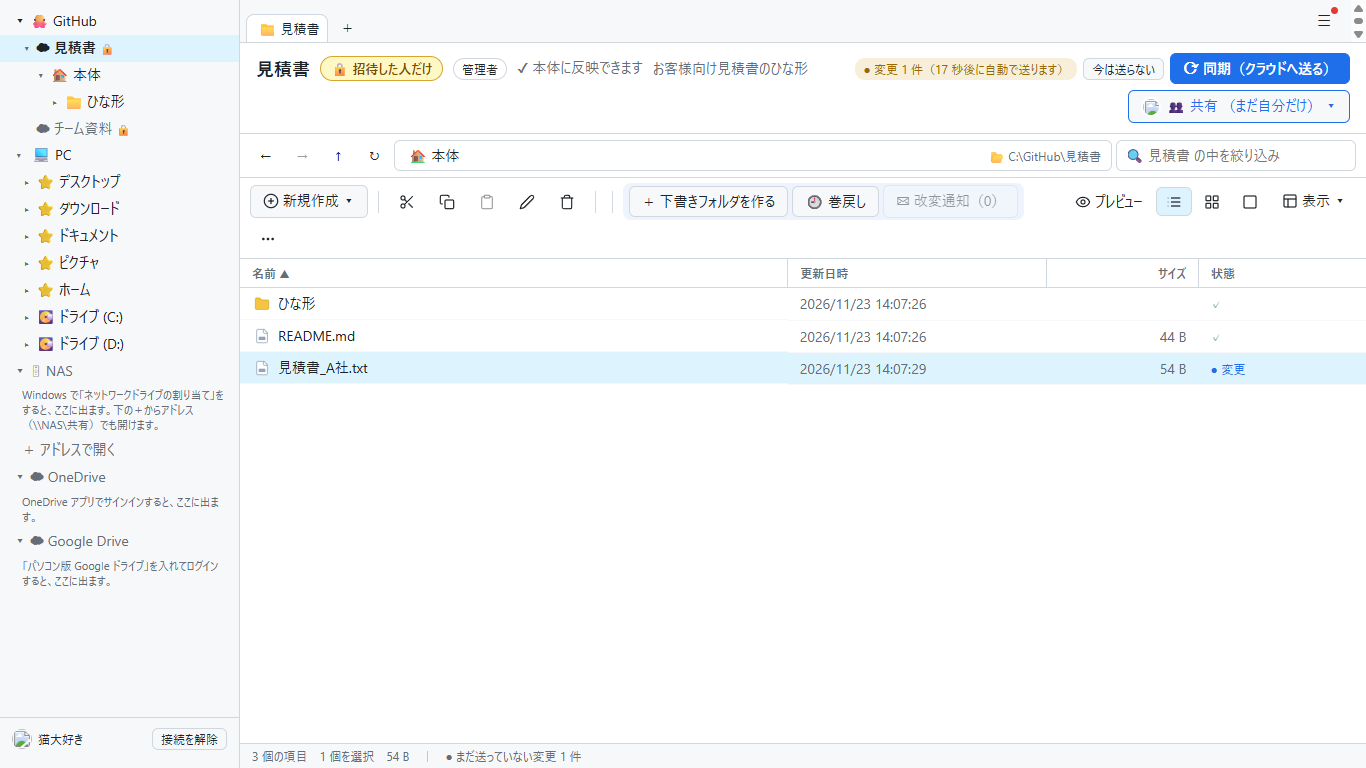 GitHub
見積書
本体
ひな形
チーム資料
PC
デスクトップ
ダウンロード
ドキュメント
ピクチャ
ホーム
ドライブ (C:)
ドライブ (D:)
NAS
Windows で「ネットワークドライブの割り当て」を
すると、ここに出ます。下の+からアドレス
(\\NAS\共有) でも開けます。
+ アドレスで開く
OneDrive
OneDrive アプリでサインインすると、ここに出ま
す。
Google Drive
「パソコン版 Google ドライブ」を入れてログイン
すると、ここに出ます。
猫大好き 接続を解除
見積書 +
見積書 招待した人だけ 管理者 ✓ 本体に反映できます お客様向け見積書のひな形 ● 変更 1 件(17 秒後に自動で送ります) 今は送らない 同期(クラウドへ送る)
共有 (まだ自分だけ) ▼
← → ↑ ↻ 本体 C:\GitHub\見積書 見積書 の中を絞り込み
新規作成 ▼ + 下書きフォルダを作る 巻戻し 改変通知 (0) プレビュー 表示 ▼
...
名前 ▲ 更新日時 サイズ 状態
ひな形 2026/11/23 14:07:26 ✓
README.md 2026/11/23 14:07:26 44 B ✓
見積書_A社.txt 2026/11/23 14:07:29 54 B ● 変更
3 個の項目 1 個を選択 54 B ● まだ送っていない変更 1 件